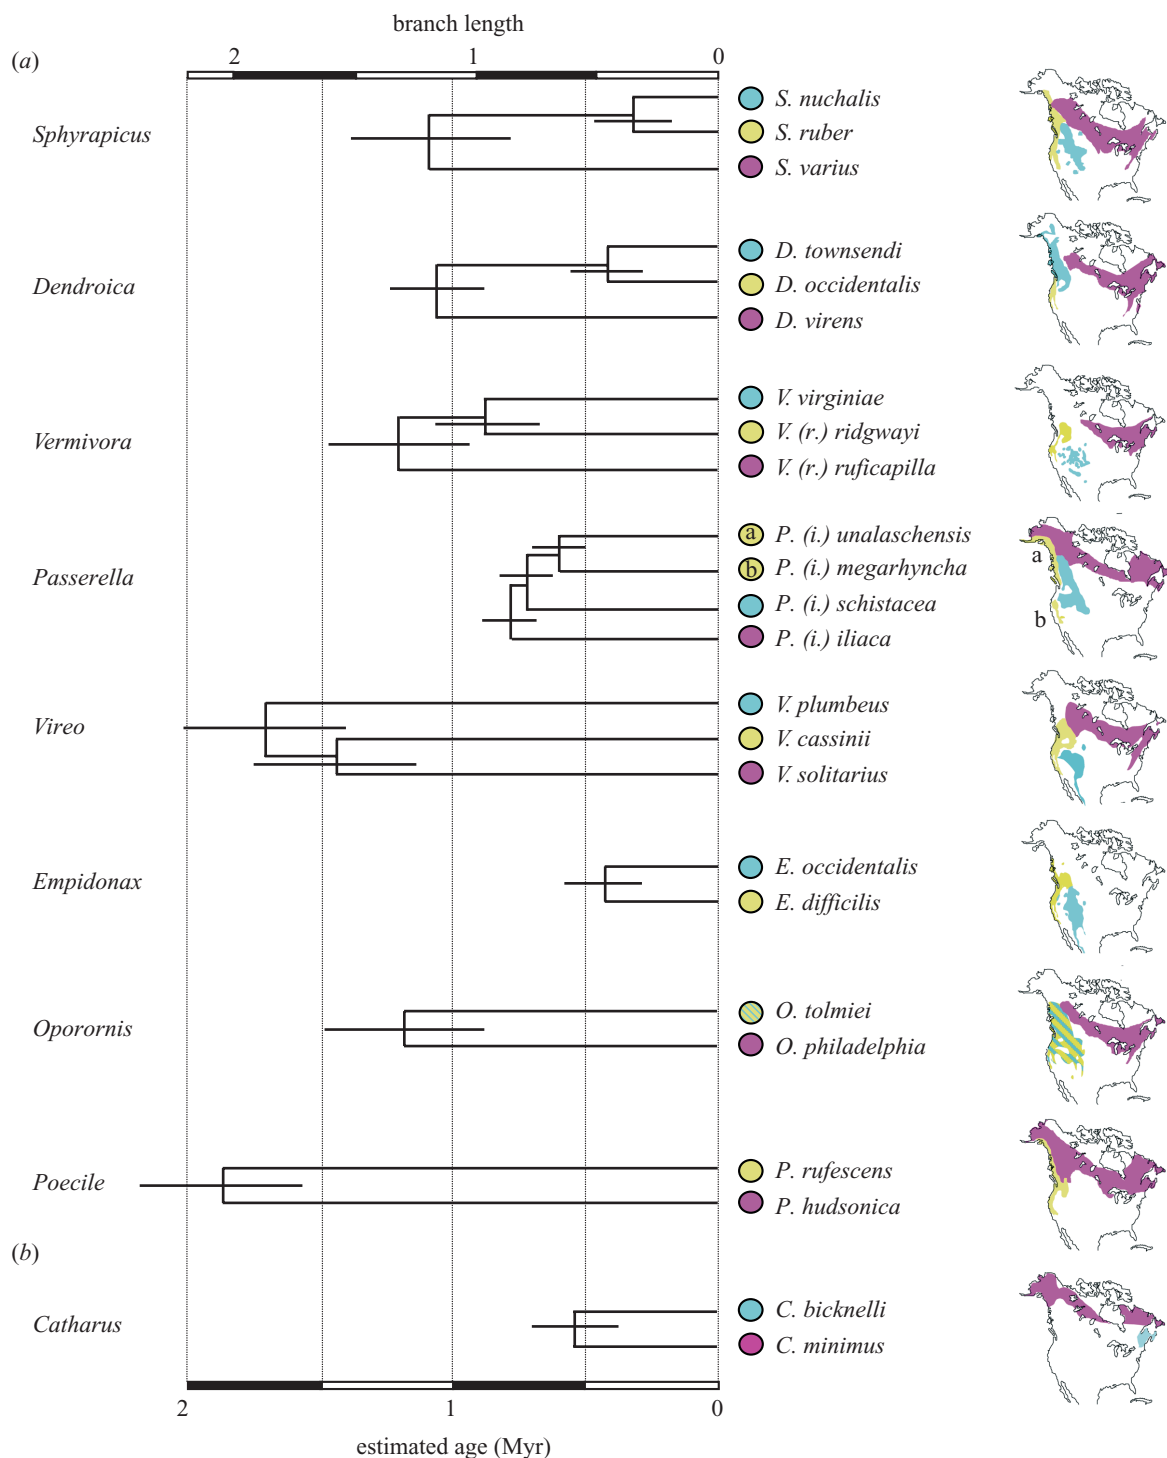 branch length
2 1 0
(a)
Sphyrapicus
S. nuchalis
S. ruber
S. varius
Dendroica
D. townsendi
D. occidentalis
D. virens
Vermivora
V. virginiae
V. (r.) ridgwayi
V. (r.) ruficapilla
Passerella
a P. (i.) unalaschensis
b P. (i.) megarhyncha
P. (i.) schistacea
P. (i.) iliaca
a
b
Vireo
V. plumbeus
V. cassinii
V. solitarius
Empidonax
E. occidentalis
E. difficilis
Oporornis
O. tolmiei
O. philadelphia
Poecile
P. rufescens
P. hudsonica
(b)
Catharus
C. bicknelli
C. minimus
2 1 0
estimated age (Myr)